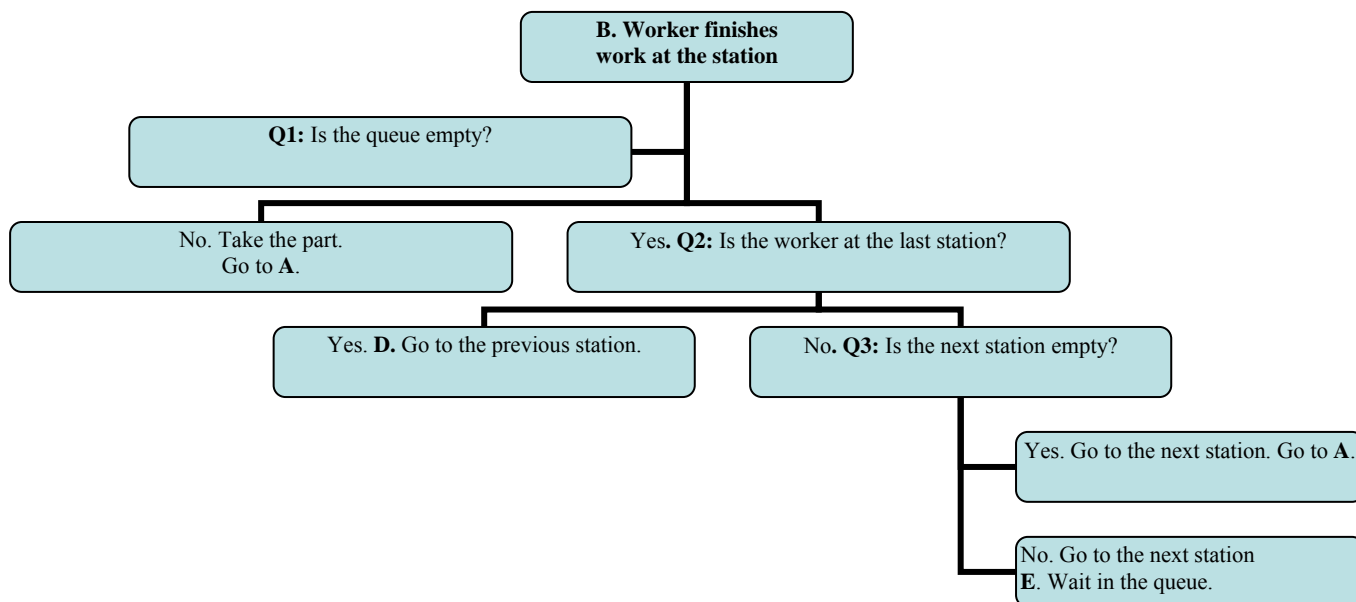 B. Worker finishes
work at the station
Q1: Is the queue empty?
No. Take the part.
Go to A.
Yes. Q2: Is the worker at the last station?
Yes. D. Go to the previous station.
No. Q3: Is the next station empty?
Yes. Go to the next station. Go to A.
No. Go to the next station
E. Wait in the queue.